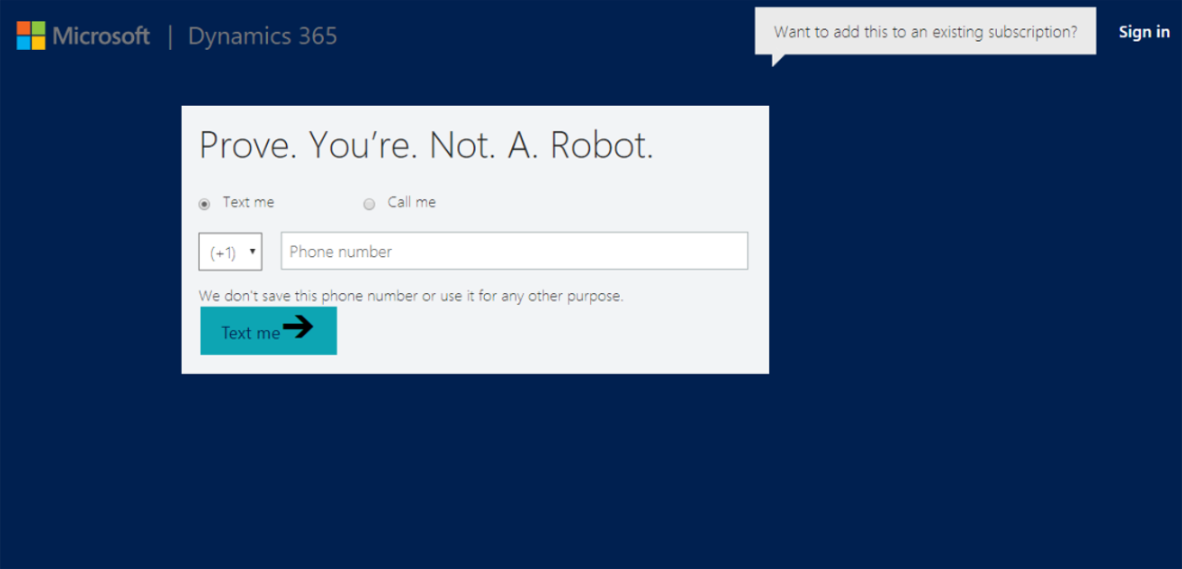 Microsoft | Dynamics 365
Want to add this to an existing subscription?
Sign in
Prove. You're. Not. A. Robot.
Text me
Call me
(+1)
Phone number
We don't save this phone number or use it for any other purpose.
Text me